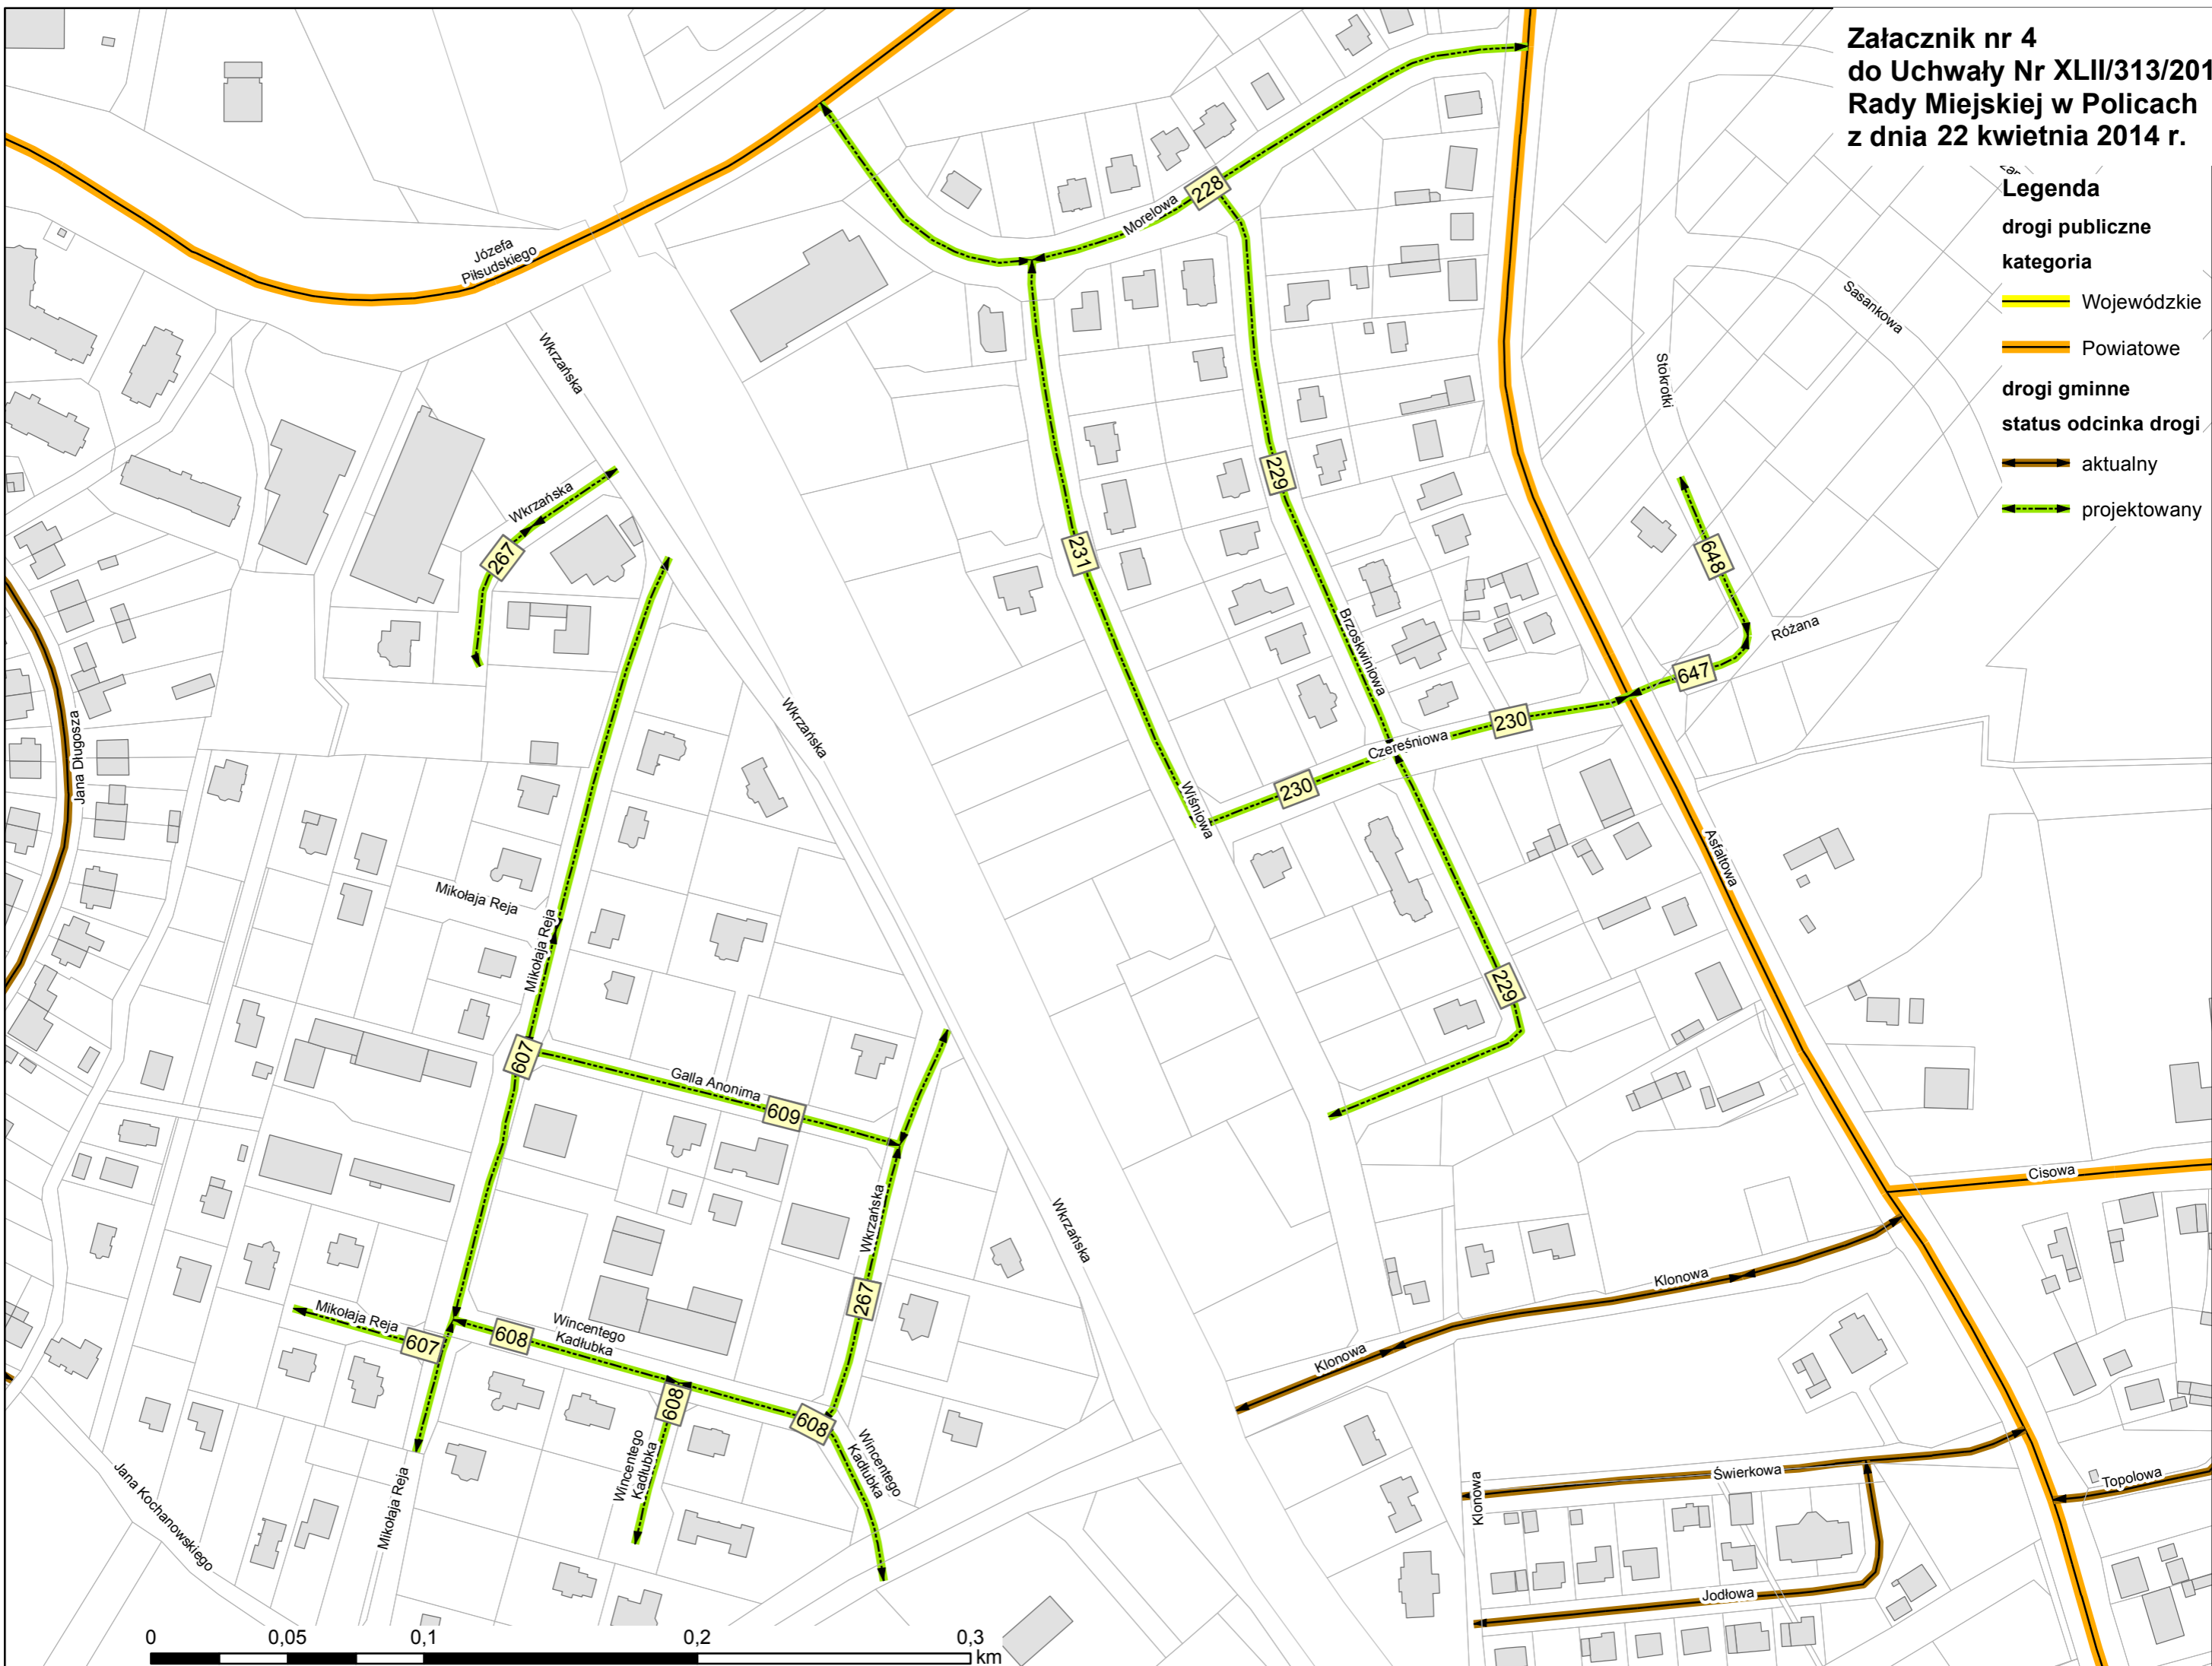 Załacznik nr 4
do Uchwały Nr XLII/313/201
Rady Miejskiej w Policach
z dnia 22 kwietnia 2014 r.
Legenda
drogi publiczne
kategoria
Wojewódzkie
Powiatowe
drogi gminne
status odcinka drogi
aktualny
projektowany
Józefa
Piłsudskiego
Morelowa
228
Sasankowa
Stokrotki
Wkrzańska
Wkrzańska
267
229
231
648
Różana
647
Brzoskwiniowa
Wkrzańska
Jana Długosza
230
Czereśniowa
230
Wiśniowa
Asfaltowa
Mikołaja Reja
Mikołaja Reja
229
607
Galla Anonima
609
Cisowa
Wkrzańska
Wkrzańska
267
Klonowa
Klonowa
Mikołaja Reja
607
608
Wincentego
Kadłubka
608
608
Wincentego
Kadłubka
Wincentego
Kadłubka
Świerkowa
Topolowa
Klonowa
Jana Kochanowskiego
Mikołaja Reja
Jodłowa
0 0,05 0,1 0,2 0,3
km